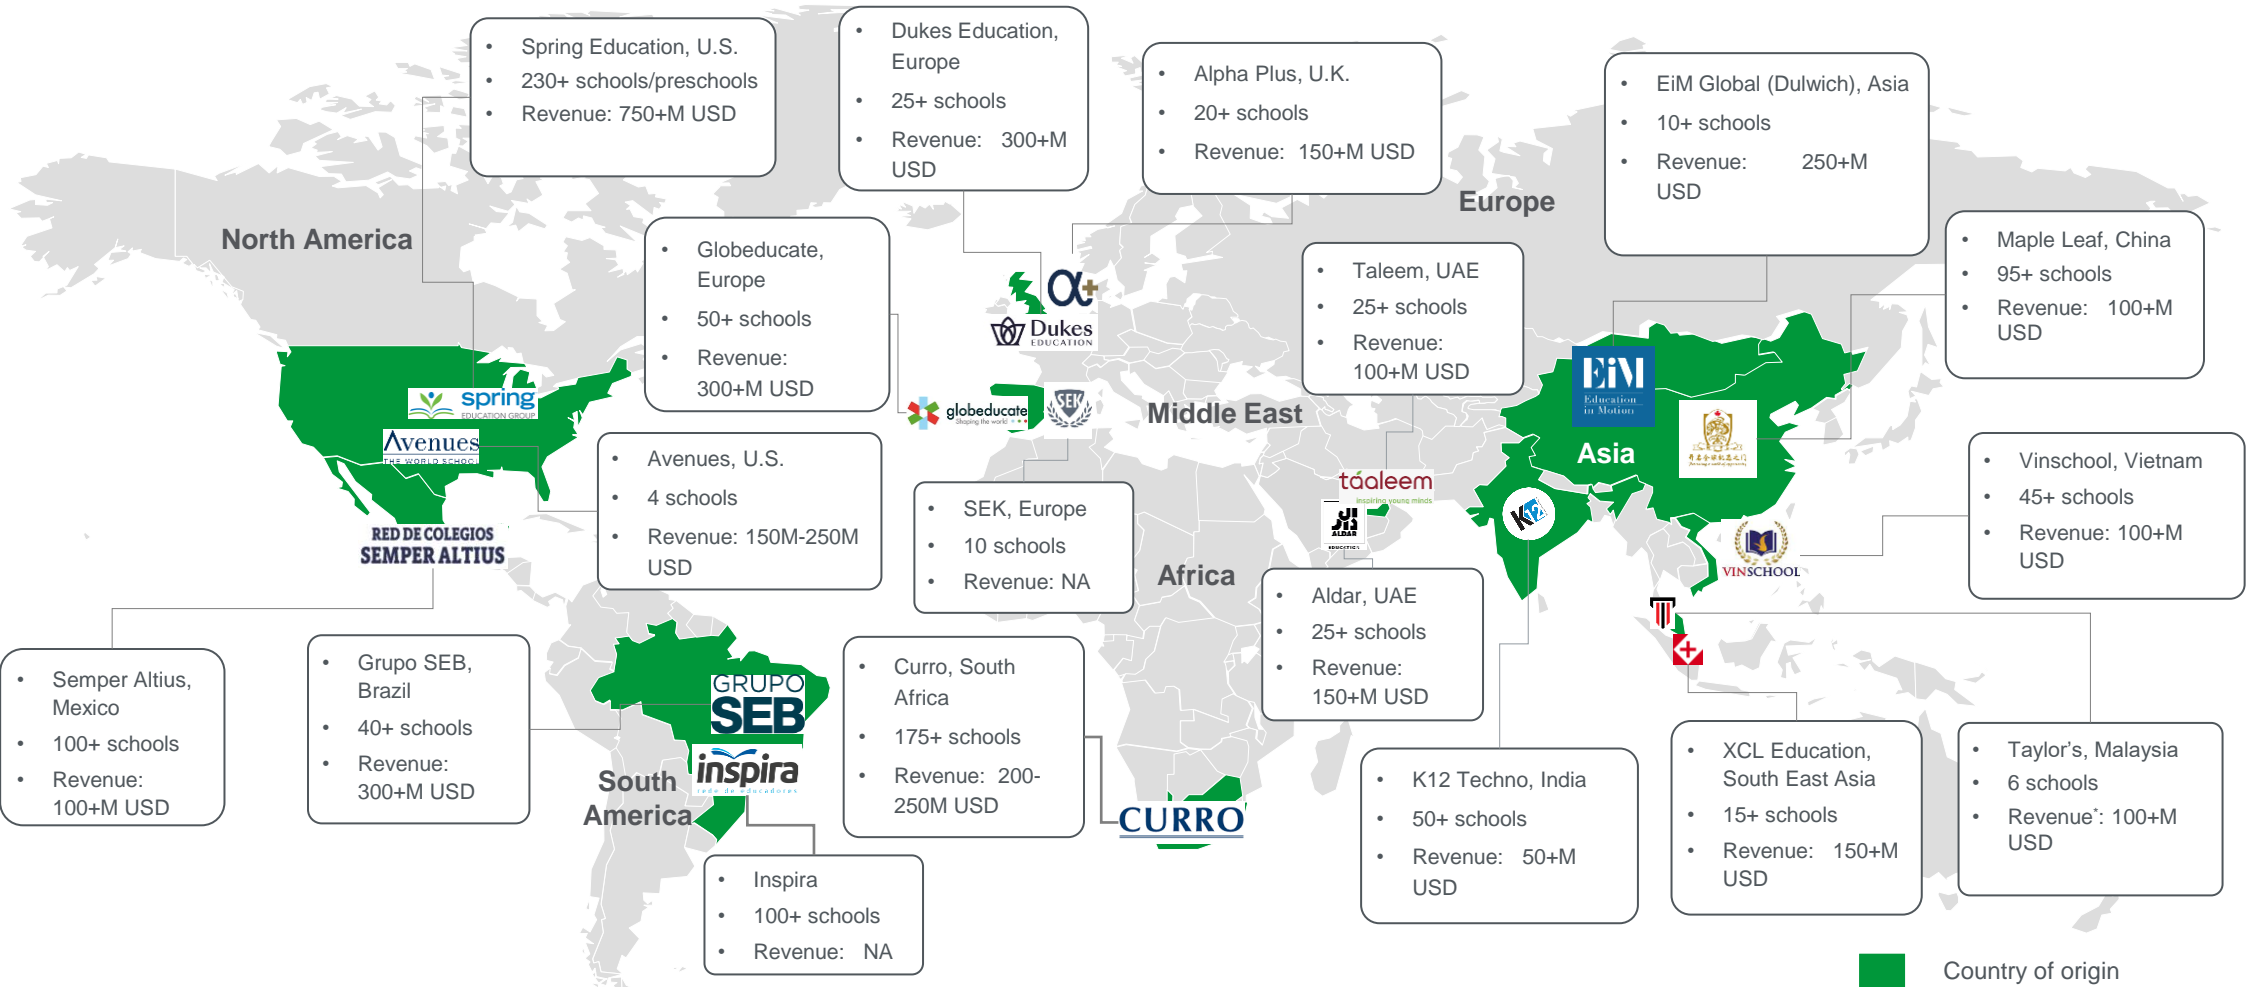 • Spring Education, U.S.
• 230+ schools/preschools
• Revenue: 750+M USD
• Dukes Education,
Europe
• 25+ schools
• Revenue: 300+M
USD
• Alpha Plus, U.K.
• 20+ schools
• Revenue: 150+M USD
• EiM Global (Dulwich), Asia
• 10+ schools
• Revenue: 250+M
USD
Europe
North America
• Globeducate,
Europe
• 50+ schools
• Revenue:
300+M USD
• Taleem, UAE
• 25+ schools
• Revenue:
100+M USD
• Maple Leaf, China
• 95+ schools
• Revenue: 100+M
USD
α+
Dukes
EDUCATION
spring
EDUCATION GROUP
Avenues
THE WORLD SCHOOL
globeducate
Shaping the world
SEK
Middle East
EiM
Education
in Motion
Asia
• Avenues, U.S.
• 4 schools
• Revenue: 150M-250M
USD
• SEK, Europe
• 10 schools
• Revenue: NA
taaleem
inspiring young minds
ALDAR
EDUCATION
K12
• Vinschool, Vietnam
• 45+ schools
• Revenue: 100+M
USD
VINSCHOOL
RED DE COLEGIOS
SEMPER ALTIUS
Africa
• Aldar, UAE
• 25+ schools
• Revenue:
150+M USD
• Semper Altius,
Mexico
• 100+ schools
• Revenue:
100+M USD
• Grupo SEB,
Brazil
• 40+ schools
• Revenue:
300+M USD
GRUPO
SEB
inspira
rede de educadores
South
America
• Curro, South
Africa
• 175+ schools
• Revenue: 200-
250M USD
CURRO
• K12 Techno, India
• 50+ schools
• Revenue: 50+M
USD
• XCL Education,
South East Asia
• 15+ schools
• Revenue: 150+M
USD
• Taylor's, Malaysia
• 6 schools
• Revenue*: 100+M
USD
• Inspira
• 100+ schools
• Revenue: NA
Country of origin